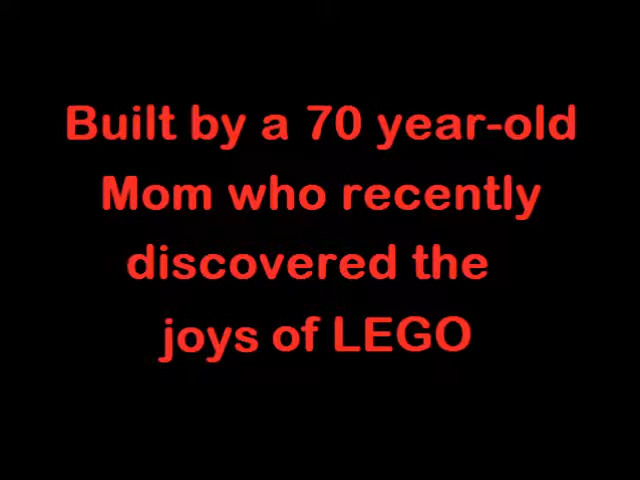 Built by a 70 year-old
Mom who recently
discovered the
joys of LEGO